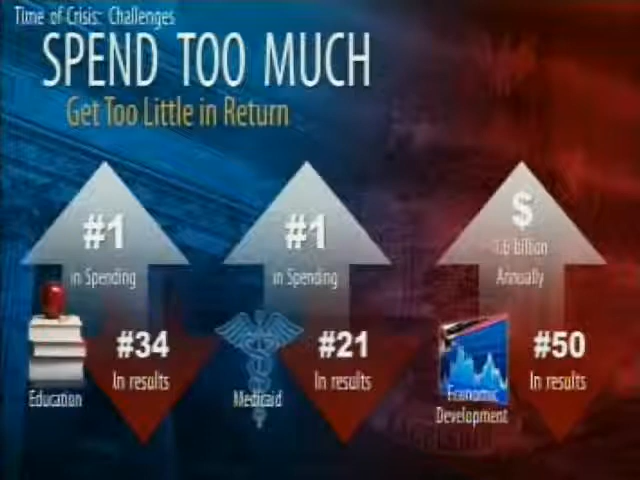 Time of Crisis: Challenges
SPEND TOO MUCH
Get Too Little in Return
#1
in Spending
#34
In results
Education
#1
in Spending
#21
In results
Medicaid
$
1.6 billion
Annually
#50
In results
Economic
Development